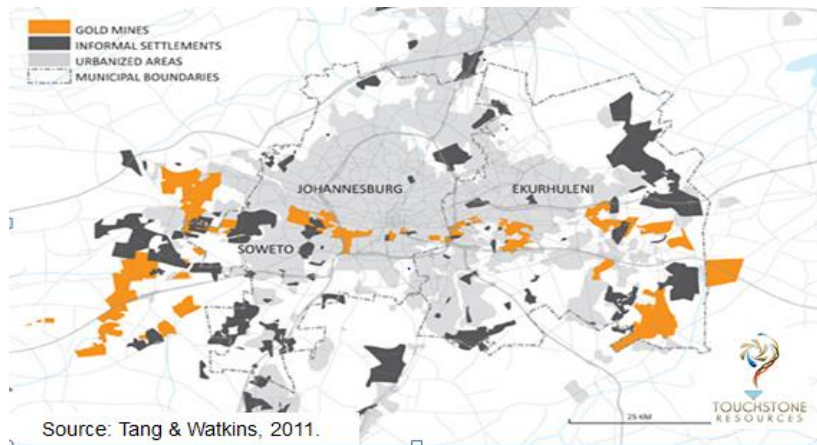 GOLD MINES
INFORMAL SETTLEMENTS
URBANIZED AREAS
MUNICIPAL BOUNDARIES
JOHANNESBURG
EKURHULENI
SOWETO
25 KM
TOUCHSTONE
RESOURCES
Source: Tang & Watkins, 2011.